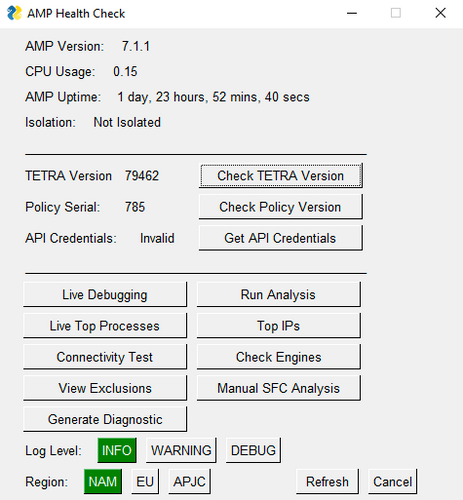 AMP Health Check
AMP Version: 7.1.1
CPU Usage: 0.15
AMP Uptime: 1 day, 23 hours, 52 mins, 40 secs
Isolation: Not Isolated
TETRA Version 79462 Check TETRA Version
Policy Serial: 785 Check Policy Version
API Credentials: Invalid Get API Credentials
Live Debugging Run Analysis
Live Top Processes Top IPs
Connectivity Test Check Engines
View Exclusions Manual SFC Analysis
Generate Diagnostic
Log Level: INFO WARNING DEBUG
Region: NAM EU APJC Refresh Cancel